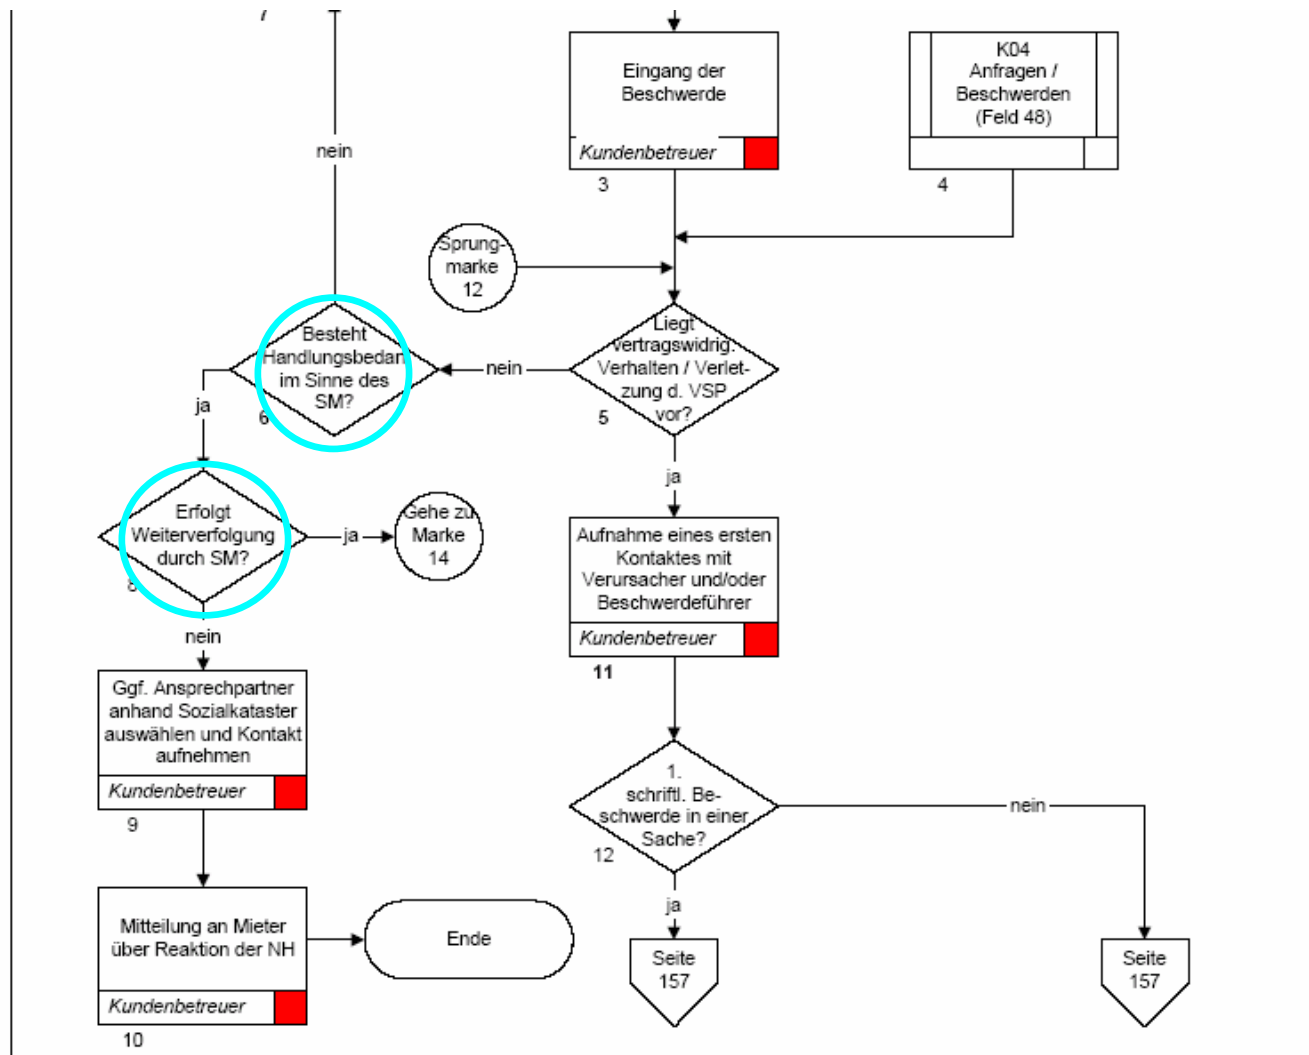 7
Eingang der
Beschwerde
Kundenbetreuer
3
K04
Anfragen /
Beschwerden
(Feld 48)
4
nein
Sprung-
marke
12
Besteht
Handlungsbedarf
im Sinne des
SM?
6
nein
Liegt
vertragswidrig.
Verhalten / Verlet-
zung d. VSP
vor?
5
ja
ja
Erfolgt
Weiterverfolgung
durch SM?
8
ja
Gehe zu
Marke
14
Aufnahme eines ersten
Kontaktes mit
Verursacher und/oder
Beschwerdeführer
Kundenbetreuer
11
nein
Ggf. Ansprechpartner
anhand Sozialkataster
auswählen und Kontakt
aufnehmen
Kundenbetreuer
9
1.
schriftl. Be-
schwerde in einer
Sache?
12
nein
ja
Mitteilung an Mieter
über Reaktion der NH
Kundenbetreuer
10
Ende
Seite
157
Seite
157